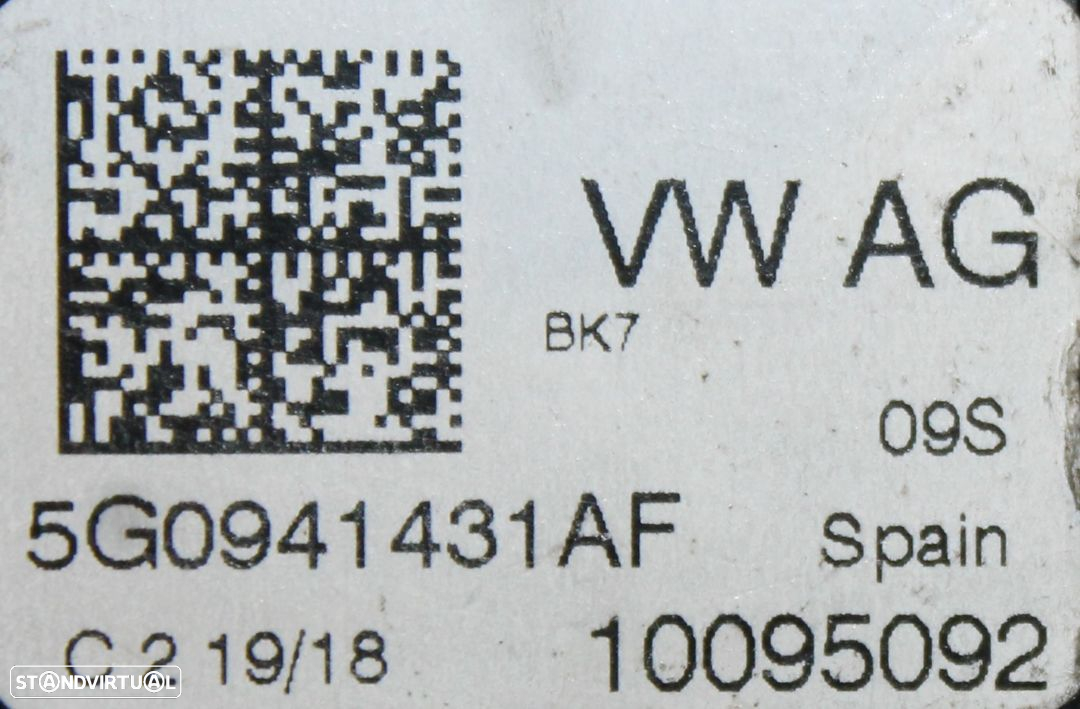 VW AG
BK7
09S
5G0941431AF Spain
C 2 19/18 10095092
STANDVIRTUAL